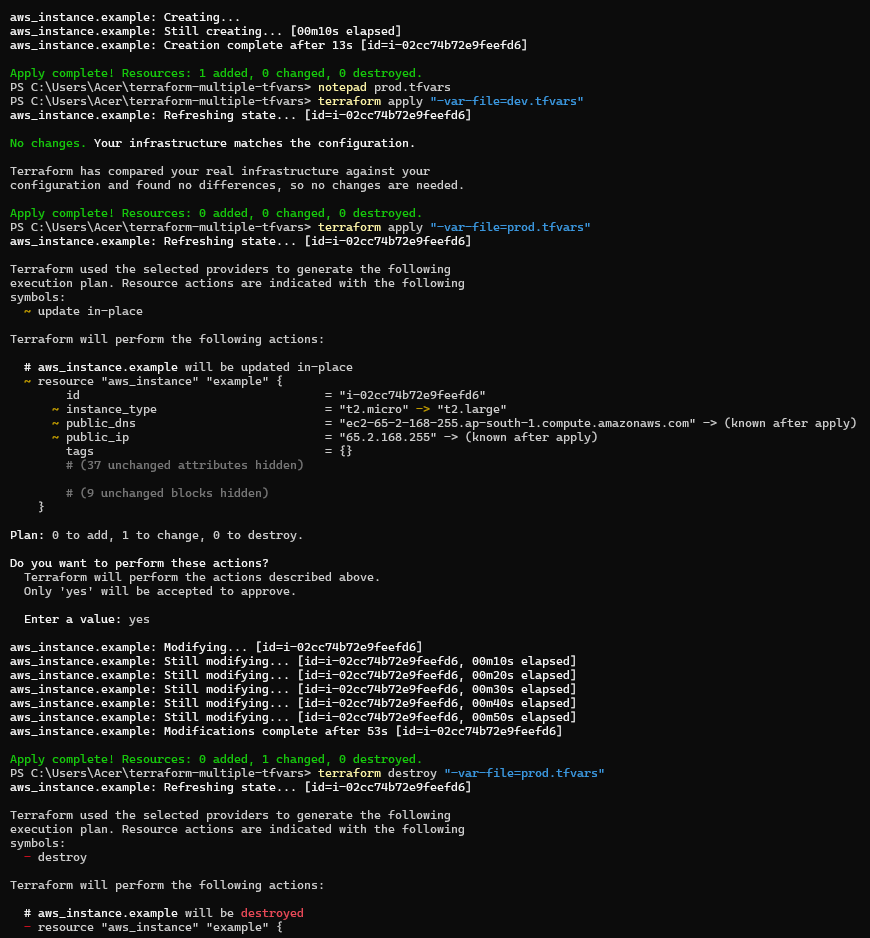 aws_instance.example: Creating...
aws_instance.example: Still creating... [00m10s elapsed]
aws_instance.example: Creation complete after 13s [id=i-02cc74b72e9feefd6]

Apply complete! Resources: 1 added, 0 changed, 0 destroyed.
PS C:\Users\Acer\terraform-multiple-tfvars> notepad prod.tfvars
PS C:\Users\Acer\terraform-multiple-tfvars> terraform apply "-var-file=dev.tfvars"
aws_instance.example: Refreshing state... [id=i-02cc74b72e9feefd6]

No changes. Your infrastructure matches the configuration.

Terraform has compared your real infrastructure against your
configuration and found no differences, so no changes are needed.

Apply complete! Resources: 0 added, 0 changed, 0 destroyed.
PS C:\Users\Acer\terraform-multiple-tfvars> terraform apply "-var-file=prod.tfvars"
aws_instance.example: Refreshing state... [id=i-02cc74b72e9feefd6]

Terraform used the selected providers to generate the following
execution plan. Resource actions are indicated with the following
symbols:
  ~ update in-place

Terraform will perform the following actions:

  # aws_instance.example will be updated in-place
  ~ resource "aws_instance" "example" {
        id                                   = "i-02cc74b72e9feefd6"
      ~ instance_type                        = "t2.micro" -> "t2.large"
      ~ public_dns                           = "ec2-65-2-168-255.ap-south-1.compute.amazonaws.com" -> (known after apply)
      ~ public_ip                            = "65.2.168.255" -> (known after apply)
        tags                                 = {}
        # (37 unchanged attributes hidden)

        # (9 unchanged blocks hidden)
    }

Plan: 0 to add, 1 to change, 0 to destroy.

Do you want to perform these actions?
  Terraform will perform the actions described above.
  Only 'yes' will be accepted to approve.

  Enter a value: yes

aws_instance.example: Modifying... [id=i-02cc74b72e9feefd6]
aws_instance.example: Still modifying... [id=i-02cc74b72e9feefd6, 00m10s elapsed]
aws_instance.example: Still modifying... [id=i-02cc74b72e9feefd6, 00m20s elapsed]
aws_instance.example: Still modifying... [id=i-02cc74b72e9feefd6, 00m30s elapsed]
aws_instance.example: Still modifying... [id=i-02cc74b72e9feefd6, 00m40s elapsed]
aws_instance.example: Still modifying... [id=i-02cc74b72e9feefd6, 00m50s elapsed]
aws_instance.example: Modifications complete after 53s [id=i-02cc74b72e9feefd6]

Apply complete! Resources: 0 added, 1 changed, 0 destroyed.
PS C:\Users\Acer\terraform-multiple-tfvars> terraform destroy "-var-file=prod.tfvars"
aws_instance.example: Refreshing state... [id=i-02cc74b72e9feefd6]

Terraform used the selected providers to generate the following
execution plan. Resource actions are indicated with the following
symbols:
  - destroy

Terraform will perform the following actions:

  # aws_instance.example will be destroyed
  - resource "aws_instance" "example" {